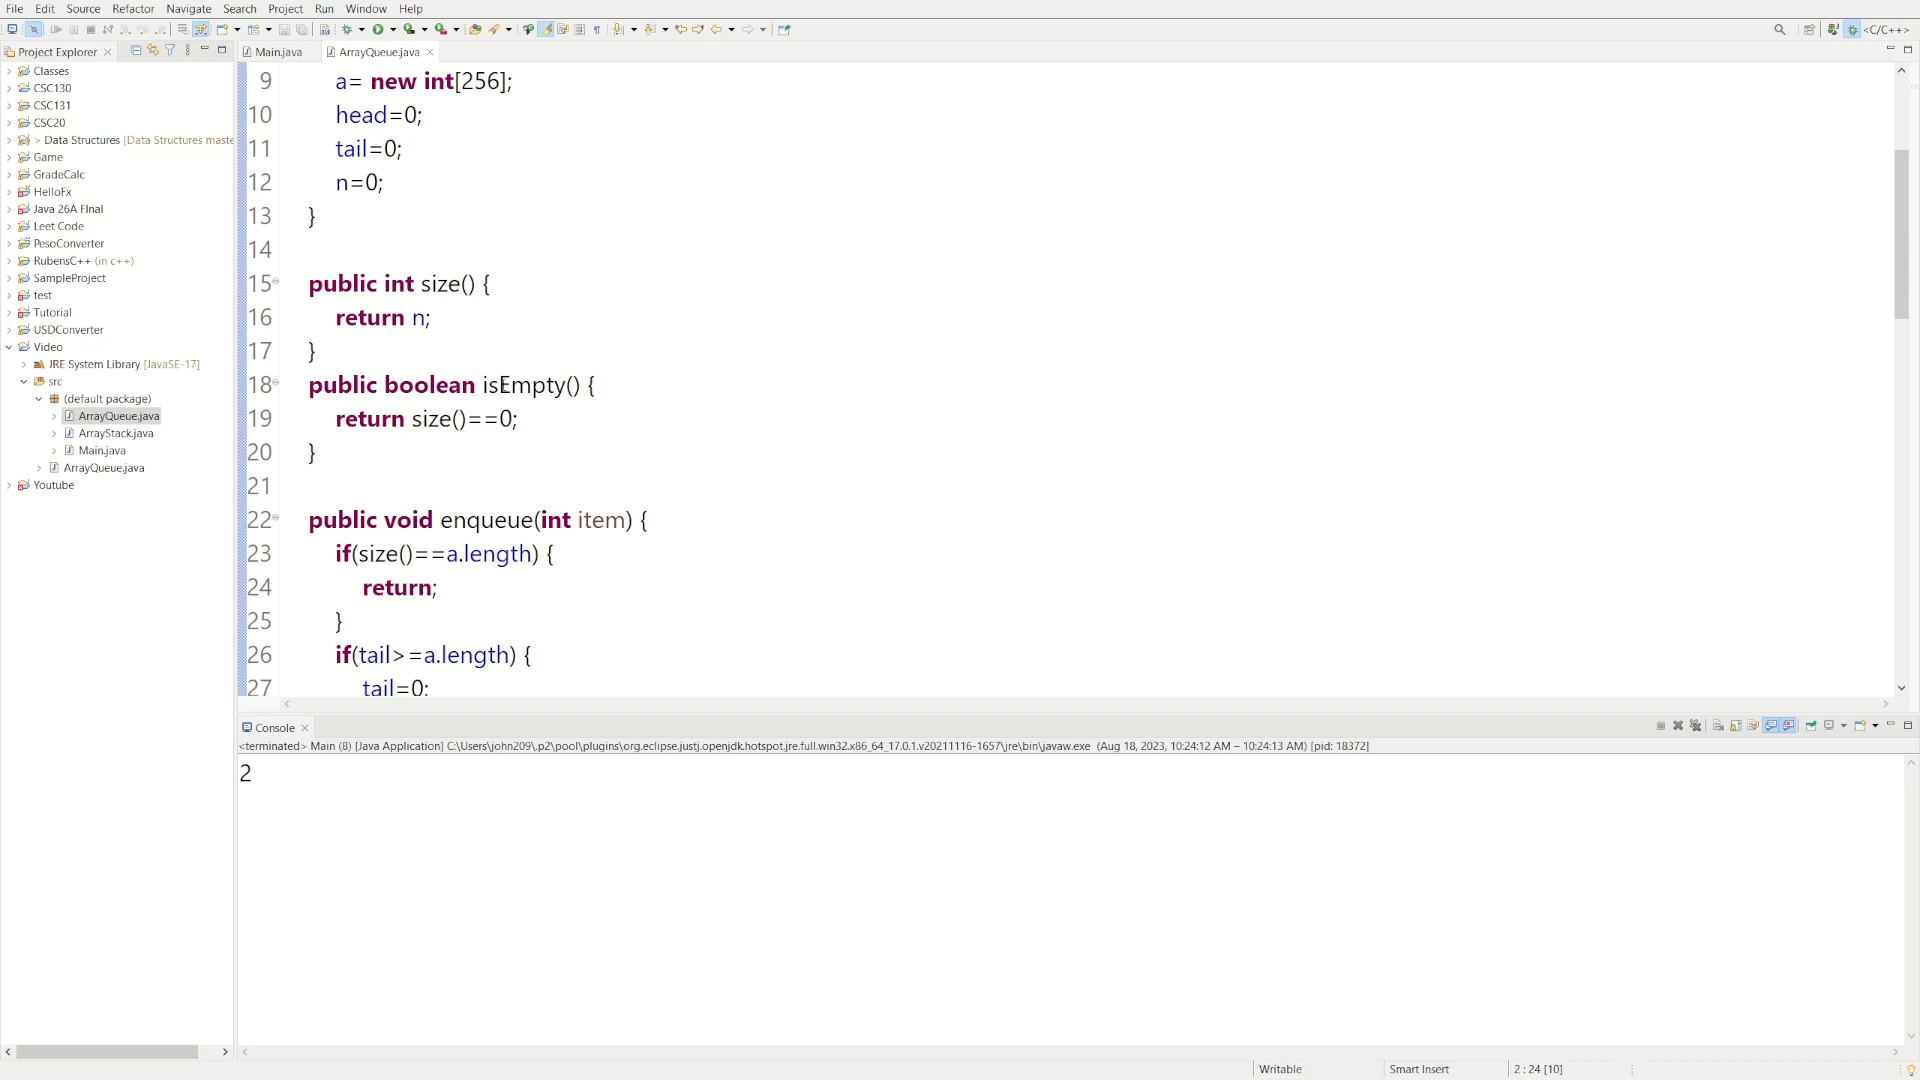 File Edit Source Refactor Navigate Search Project Run Window Help
<C/C++>
Project Explorer
Main.java
ArrayQueue.java
Classes
CSC130
CSC131
CSC20
> Data Structures [Data Structures maste
Game
GradeCalc
HelloFx
Java 26A FInal
Leet Code
PesoConverter
RubensC++ (in c++)
SampleProject
test
Tutorial
USDConverter
Video
JRE System Library [JavaSE-17]
src
(default package)
ArrayQueue.java
ArrayStack.java
Main.java
ArrayQueue.java
Youtube
9 a= new int[256];
10 head=0;
11 tail=0;
12 n=0;
13 }
14
15 public int size() {
16 return n;
17 }
18 public boolean isEmpty() {
19 return size()==0;
20 }
21
22 public void enqueue(int item) {
23 if(size()==a.length) {
24 return;
25 }
26 if(tail>=a.length) {
27 tail=0;
Console
<terminated> Main (8) [Java Application] C:\Users\john209\.p2\pool\plugins\org.eclipse.justj.openjdk.hotspot.jre.full.win32.x86_64_17.0.1.v20211116-1657\jre\bin\javaw.exe (Aug 18, 2023, 10:24:12 AM – 10:24:13 AM) [pid: 18372]
2
Writable
Smart Insert
2 : 24 [10]